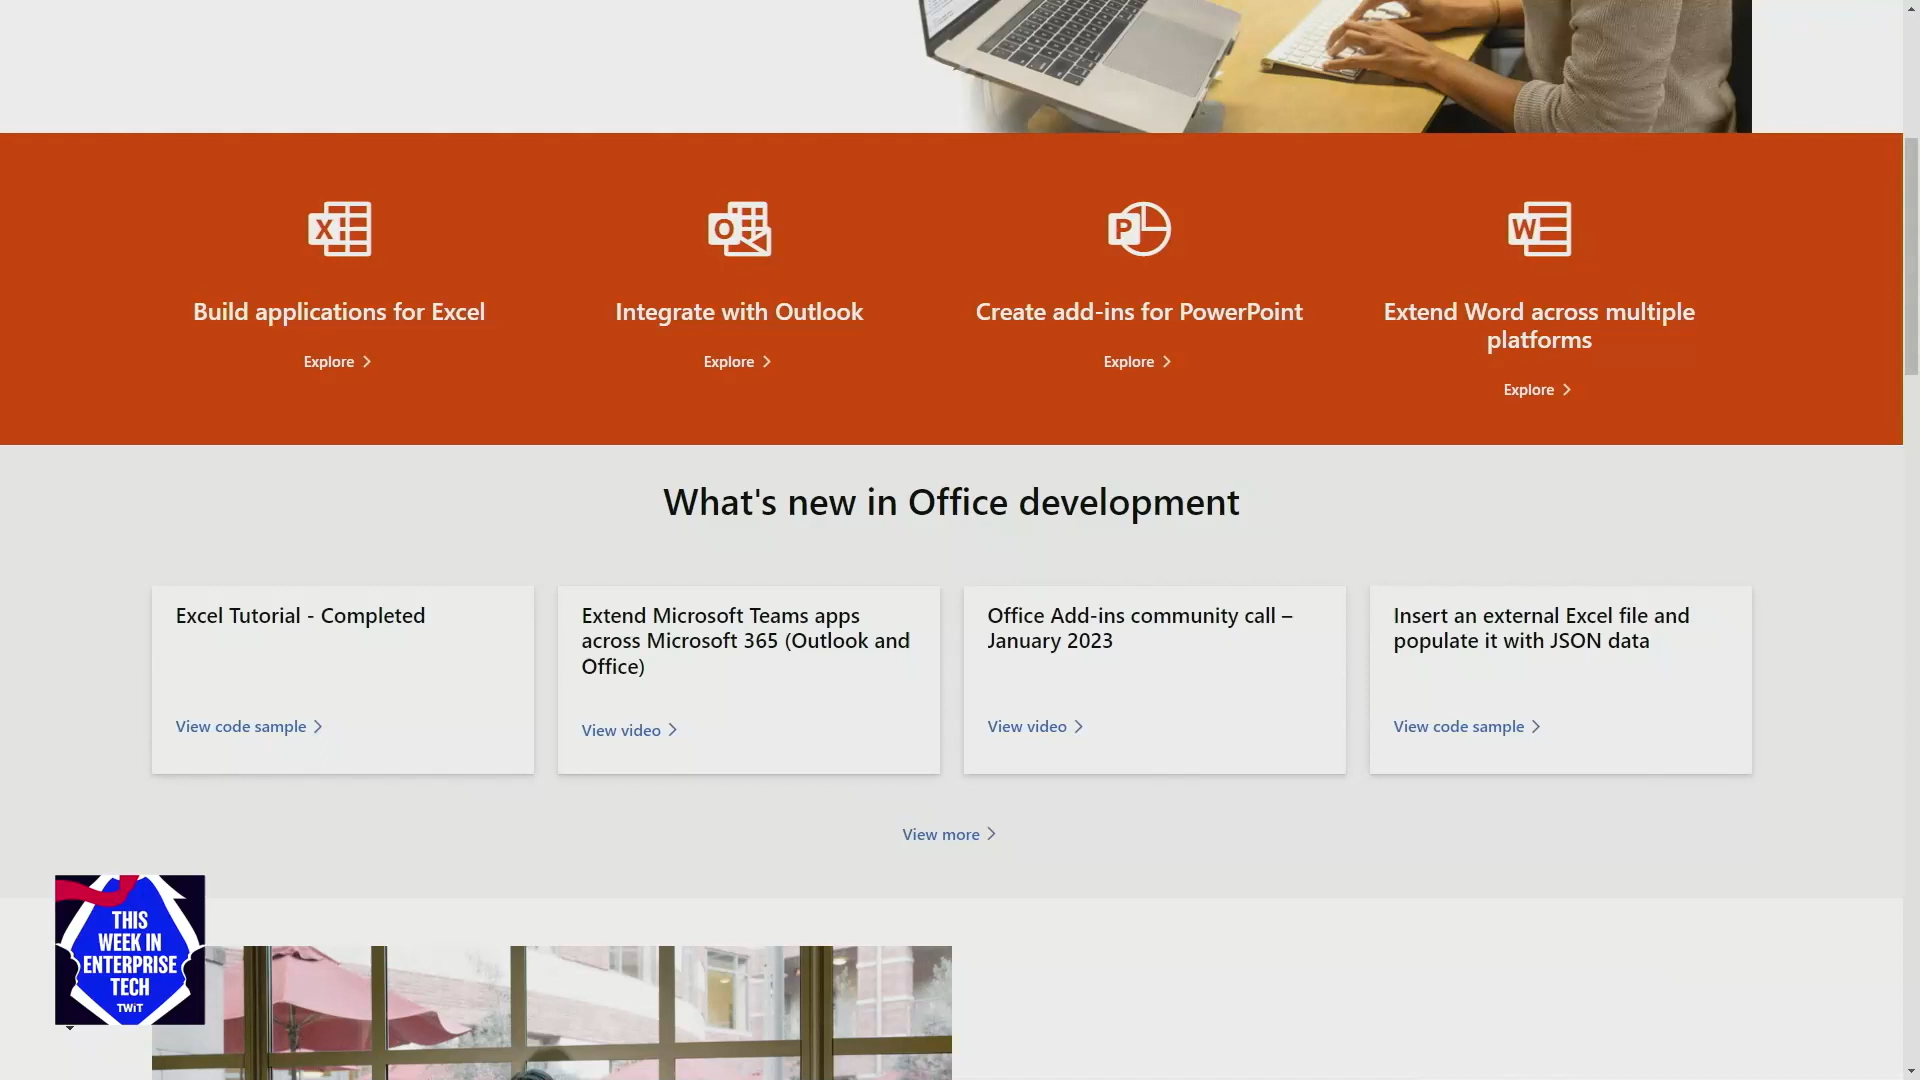 X
O
P
W
Build applications for Excel
Explore
Integrate with Outlook
Explore
Create add-ins for PowerPoint
Explore
Extend Word across multiple
platforms
Explore
What's new in Office development
Excel Tutorial - Completed
View code sample
Extend Microsoft Teams apps
across Microsoft 365 (Outlook and
Office)
View video
Office Add-ins community call –
January 2023
View video
Insert an external Excel file and
populate it with JSON data
View code sample
View more
THIS
WEEK IN
ENTERPRISE
TECH
TWiT